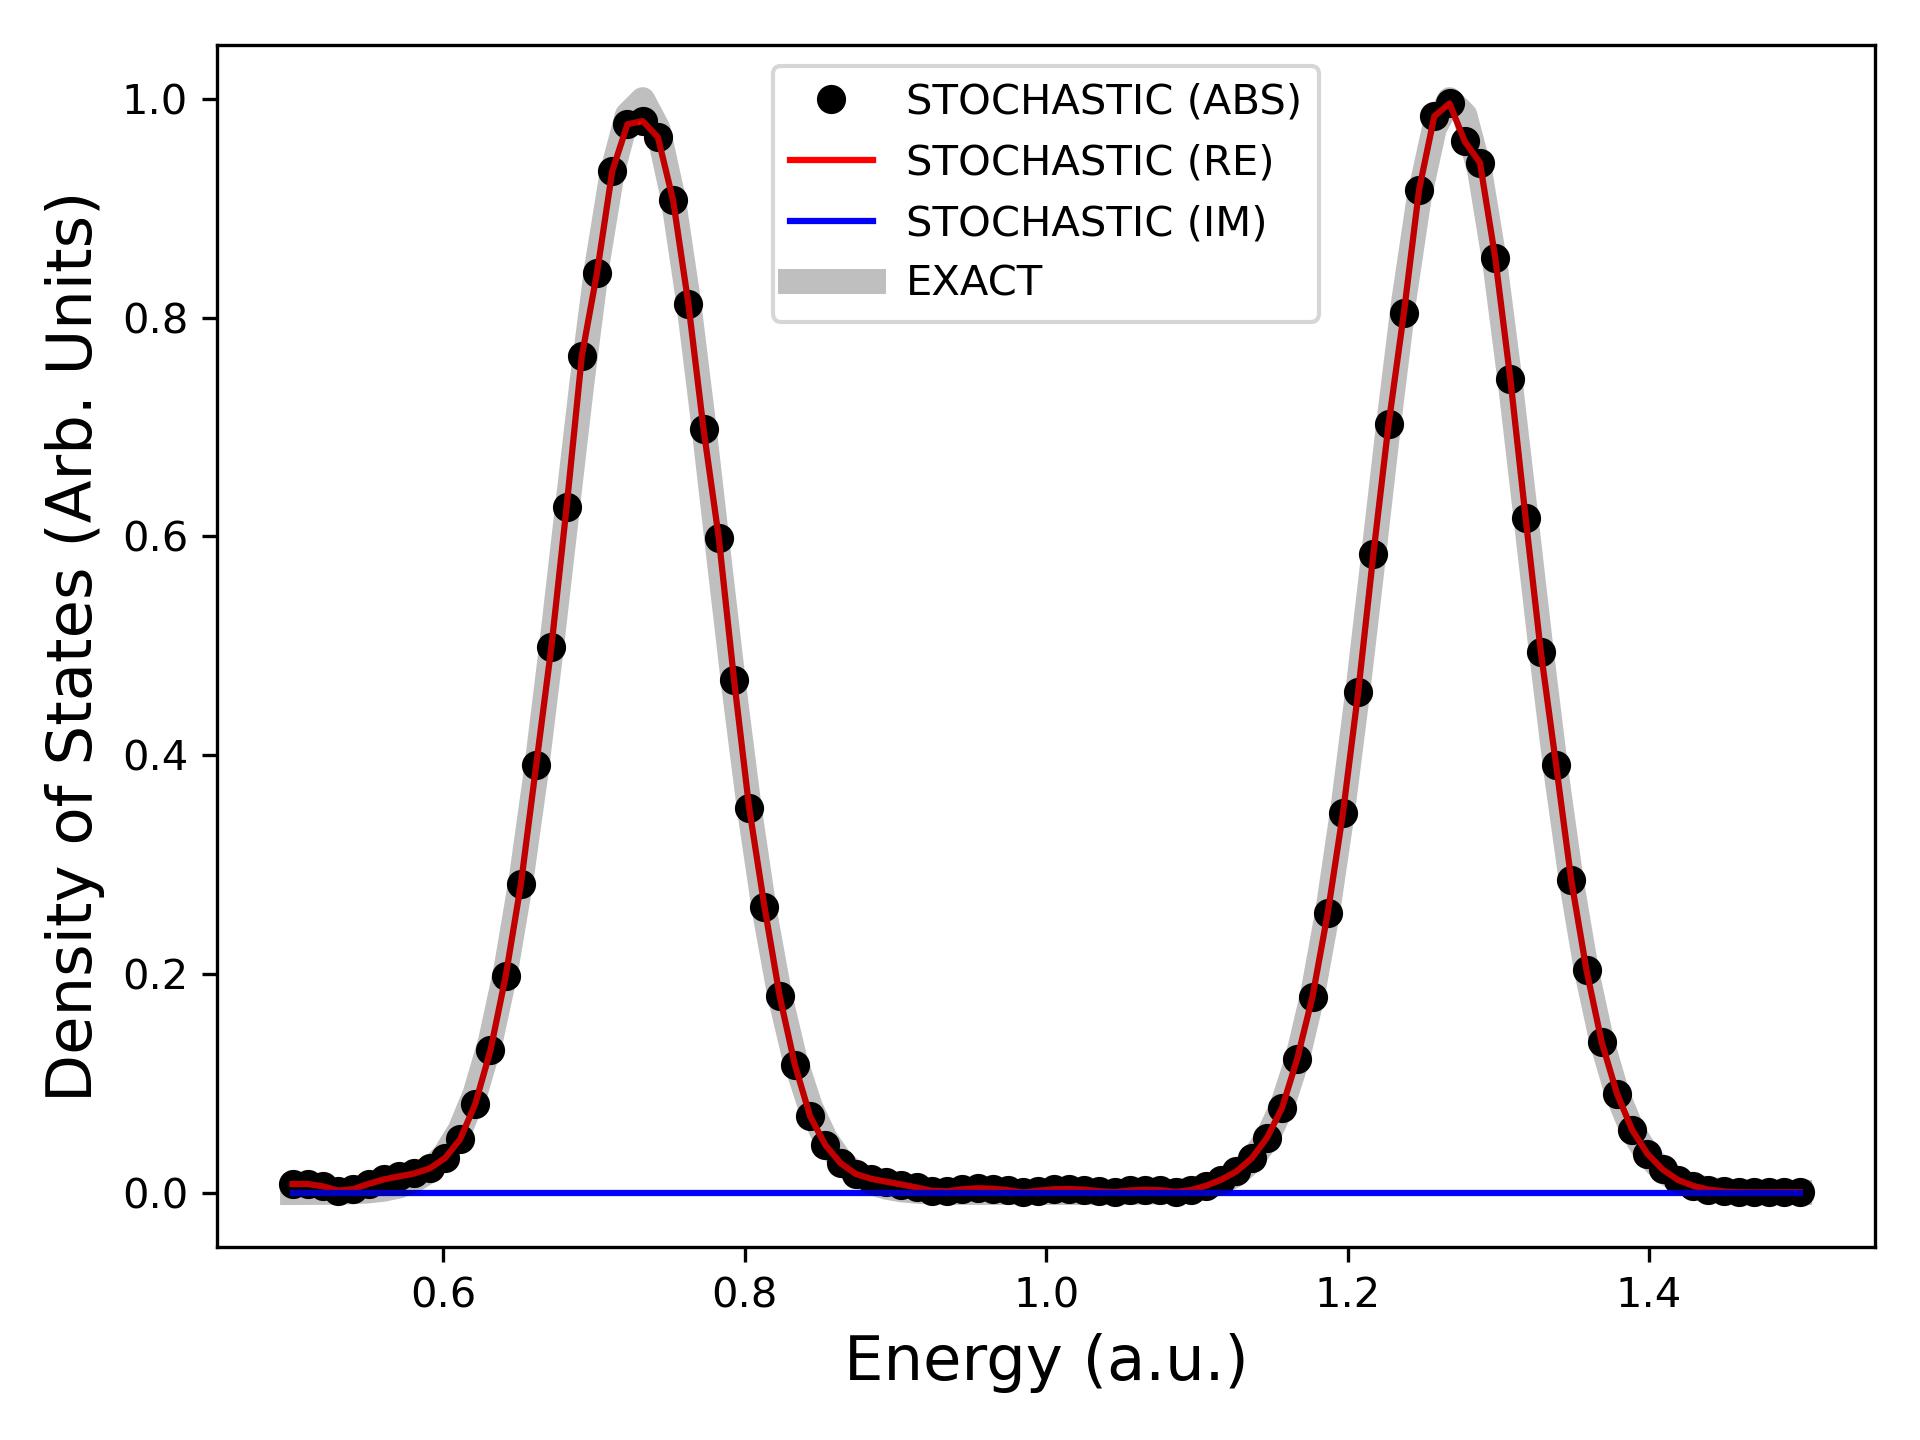 STOCHASTIC (ABS)
STOCHASTIC (RE)
STOCHASTIC (IM)
EXACT
Density of States (Arb. Units)
1.0
0.8
0.6
0.4
0.2
0.0
0.6 0.8 1.0 1.2 1.4
Energy (a.u.)